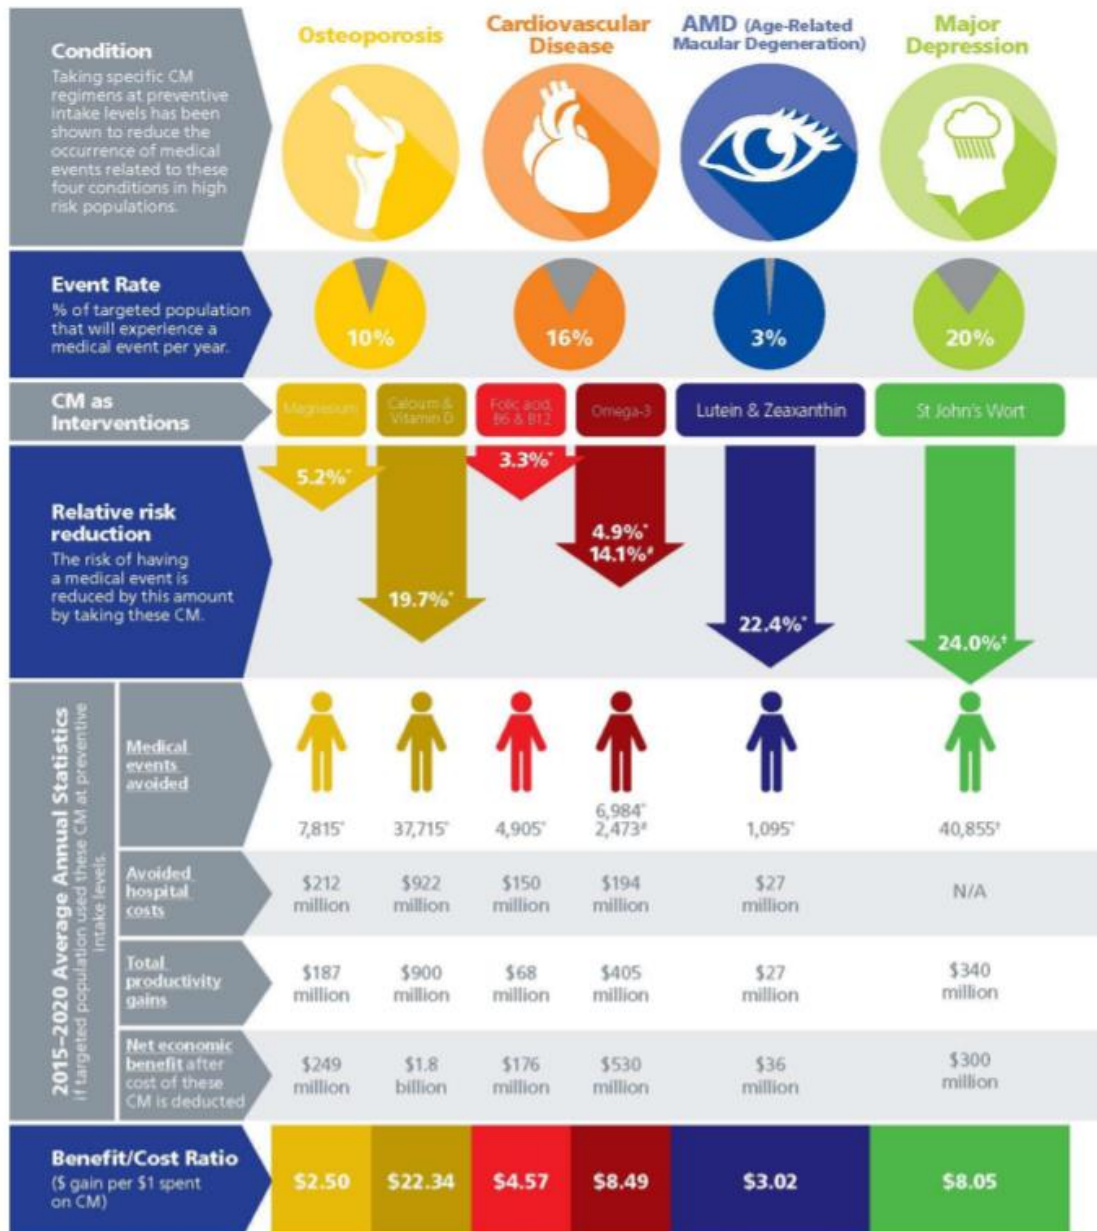 Condition
Taking specific CM
regimens at preventive
intake levels has been
shown to reduce the
occurrence of medical
events related to these
four conditions in high
risk populations.
Osteoporosis
Cardiovascular
Disease
AMD (Age-Related
Macular Degeneration)
Major
Depression
Event Rate
% of targeted population
that will experience a
medical event per year.
10%
16%
3%
20%
CM as
Interventions
Magnesium
Calcium &
Vitamin D
Folic acid,
B6 & B12
Omega-3
Lutein & Zeaxanthin
St John's Wort
Relative risk
reduction
The risk of having
a medical event is
reduced by this amount
by taking these CM.
5.2%*
19.7%*
3.3%*
4.9%*
14.1%#
22.4%*
24.0%†
2015–2020 Average Annual Statistics
if targeted population used these CM at preventive
intake levels.
Medical
events
avoided
7,815*
37,715*
4,905*
6,984*
2,473#
1,095*
40,855†
Avoided
hospital
costs
$212
million
$922
million
$150
million
$194
million
$27
million
N/A
Total
productivity
gains
$187
million
$900
million
$68
million
$405
million
$27
million
$340
million
Net economic
benefit after
cost of these
CM is deducted
$249
million
$1.8
billion
$176
million
$530
million
$36
million
$300
million
Benefit/Cost Ratio
($ gain per $1 spent
on CM)
$2.50
$22.34
$4.57
$8.49
$3.02
$8.05